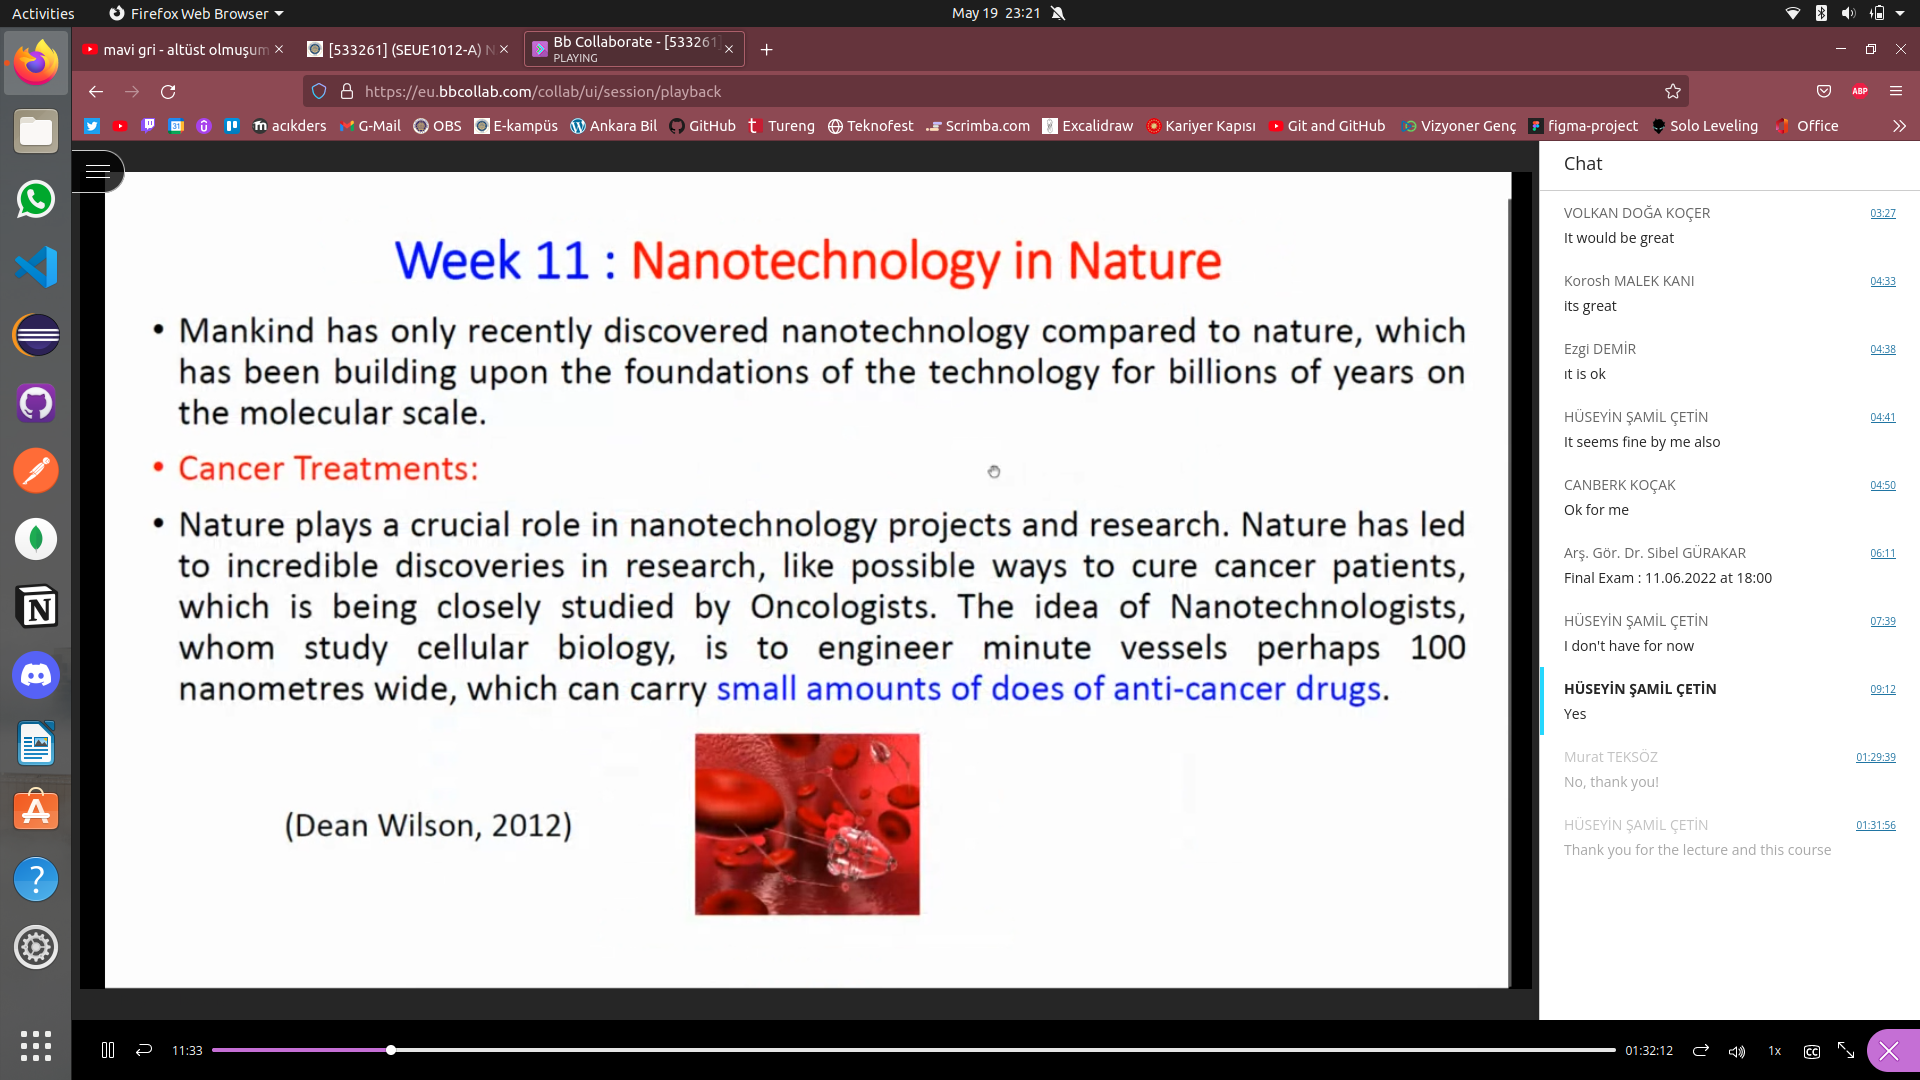 Activities
Firefox Web Browser
May 19 23:21
mavi gri - altüst olmuşum
[533261] (SEUE1012-A) N
Bb Collaborate - [533261]
PLAYING
https://eu.bbcollab.com/collab/ui/session/playback
ABP
acıkders
G-Mail
OBS
E-kampüs
Ankara Bil
GitHub
Tureng
Teknofest
Scrimba.com
Excalidraw
Kariyer Kapısı
Git and GitHub
Vizyoner Genç
figma-project
Solo Leveling
Office
Week 11 : Nanotechnology in Nature
• Mankind has only recently discovered nanotechnology compared to nature, which
has been building upon the foundations of the technology for billions of years on
the molecular scale.
• Cancer Treatments:
• Nature plays a crucial role in nanotechnology projects and research. Nature has led
to incredible discoveries in research, like possible ways to cure cancer patients,
which is being closely studied by Oncologists. The idea of Nanotechnologists,
whom study cellular biology, is to engineer minute vessels perhaps 100
nanometres wide, which can carry small amounts of does of anti-cancer drugs.
(Dean Wilson, 2012)
Chat
VOLKAN DOĞA KOÇER 03:27
It would be great
Korosh MALEK KANI 04:33
its great
Ezgi DEMİR 04:38
ıt is ok
HÜSEYİN ŞAMİL ÇETİN 04:41
It seems fine by me also
CANBERK KOÇAK 04:50
Ok for me
Arş. Gör. Dr. Sibel GÜRAKAR 06:11
Final Exam : 11.06.2022 at 18:00
HÜSEYİN ŞAMİL ÇETİN 07:39
I don't have for now
HÜSEYİN ŞAMİL ÇETİN 09:12
Yes
Murat TEKSÖZ 01:29:39
No, thank you!
HÜSEYİN ŞAMİL ÇETİN 01:31:56
Thank you for the lecture and this course
11:33
01:32:12
1x
CC